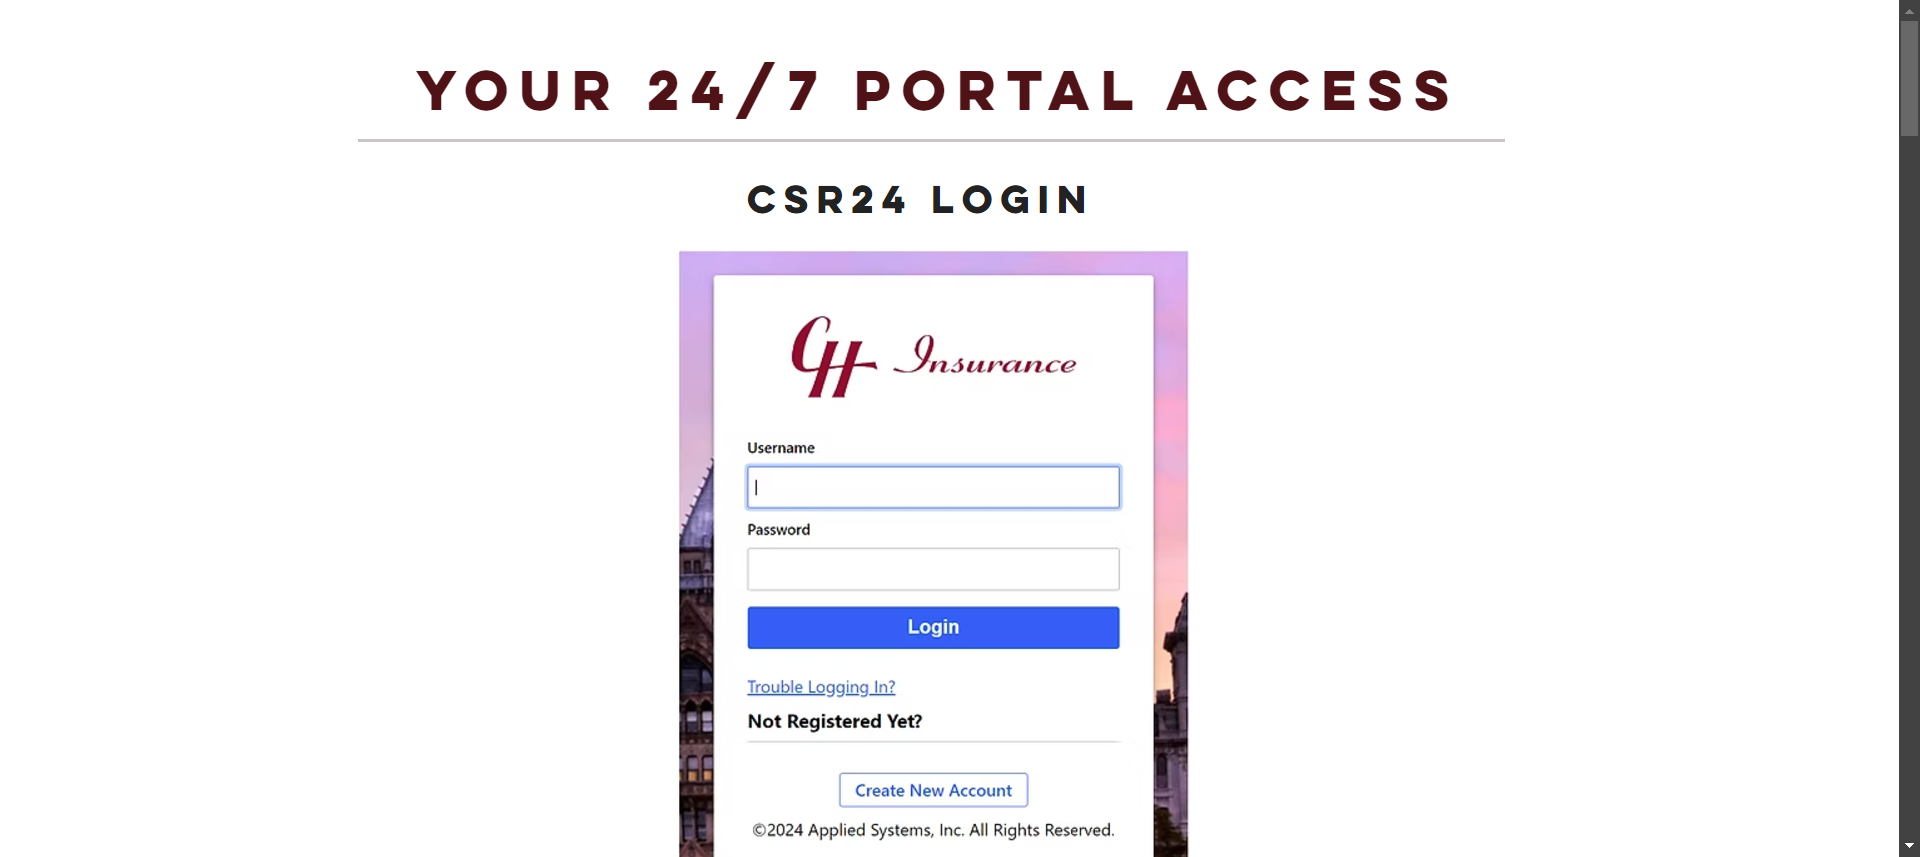 YOUR 24/7 PORTAL ACCESS
CSR24 LOGIN
CH Insurance
Username
Password
Login
Trouble Logging In?
Not Registered Yet?
Create New Account
©2024 Applied Systems, Inc. All Rights Reserved.